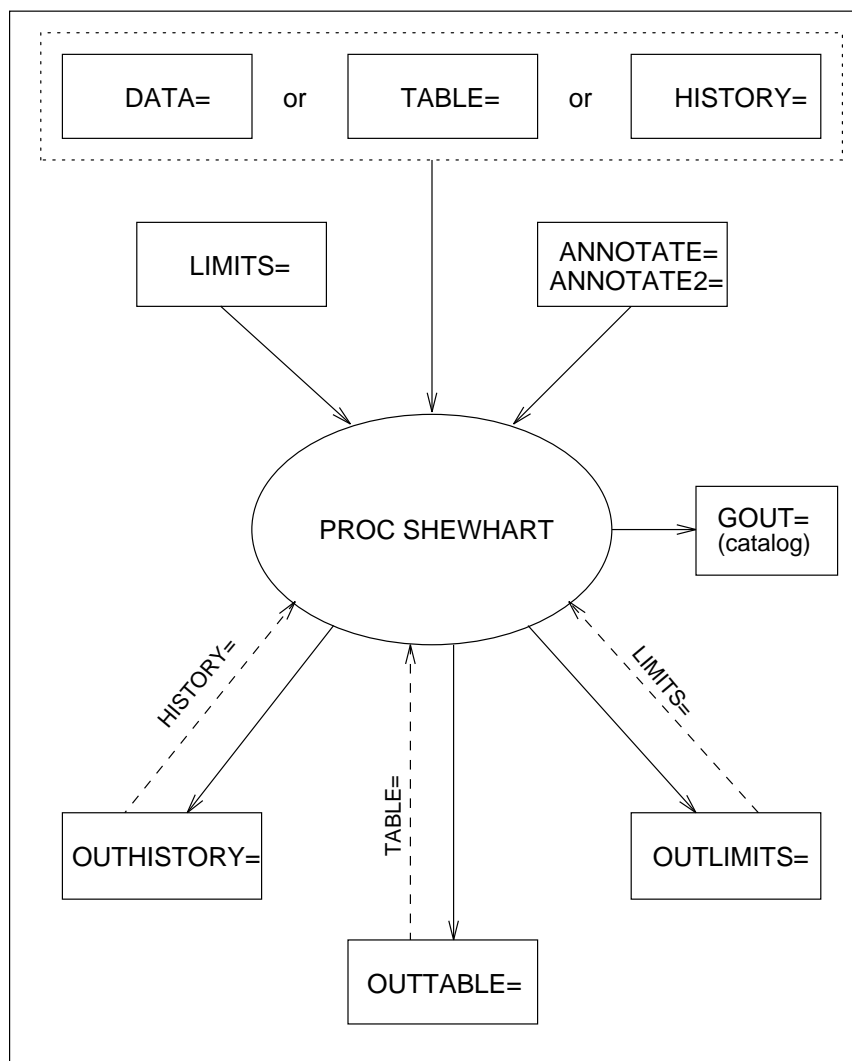 DATA= or TABLE= or HISTORY=
LIMITS=
ANNOTATE=
ANNOTATE2=
PROC SHEWHART
GOUT=
(catalog)
HISTORY=
TABLE=
LIMITS=
OUTHISTORY=
OUTTABLE=
OUTLIMITS=